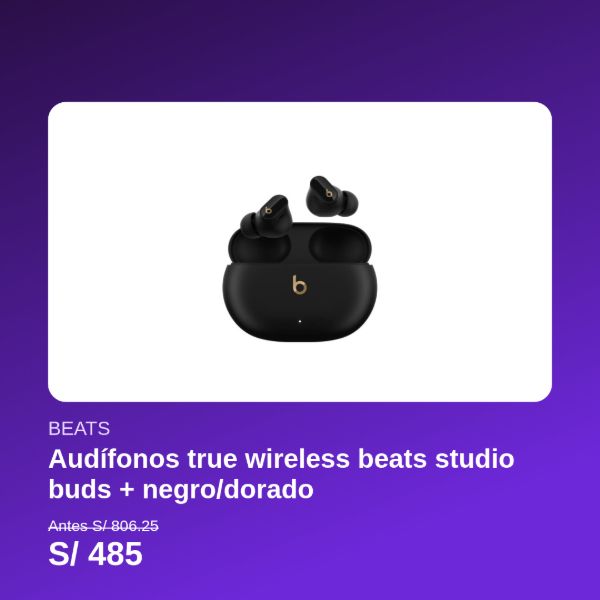 BEATS
Audífonos true wireless beats studio
buds + negro/dorado
Antes S/ 806.25
S/ 485